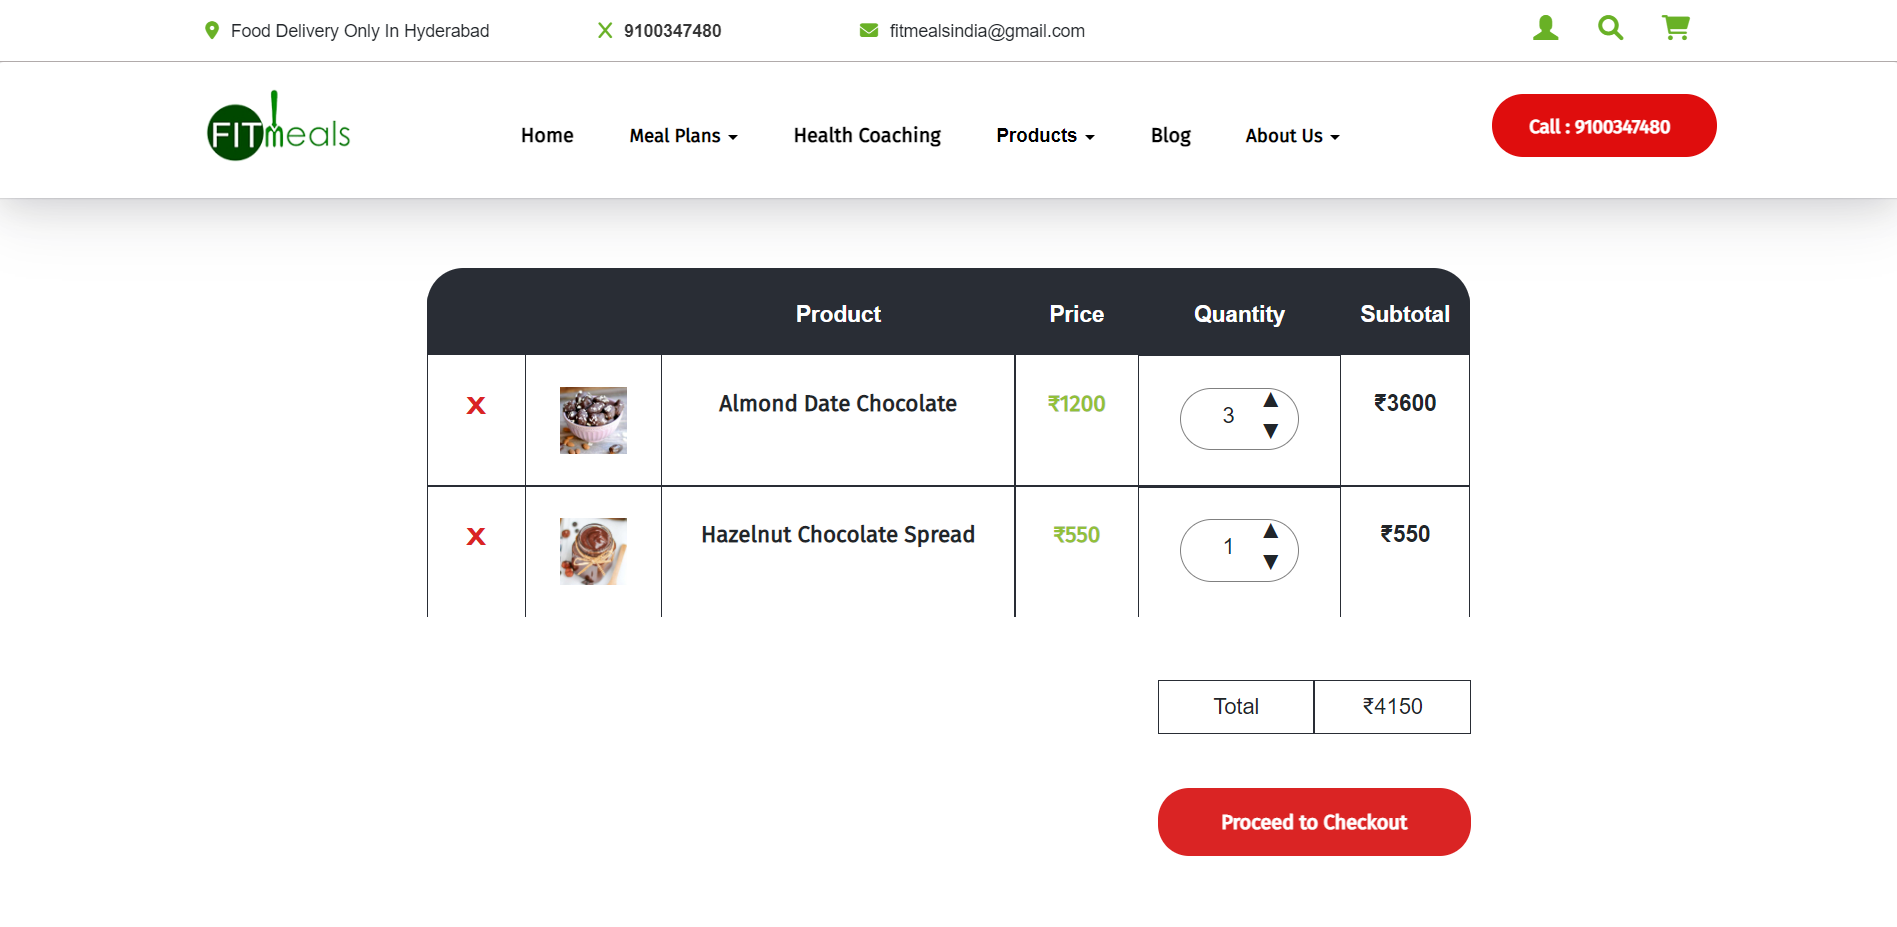 Food Delivery Only In Hyderabad 9100347480 fitmealsindia@gmail.com
FITmeals Home Meal Plans Health Coaching Products Blog About Us Call : 9100347480
Product Price Quantity Subtotal
X Almond Date Chocolate ₹1200 3 ₹3600
X Hazelnut Chocolate Spread ₹550 1 ₹550
Total ₹4150
Proceed to Checkout